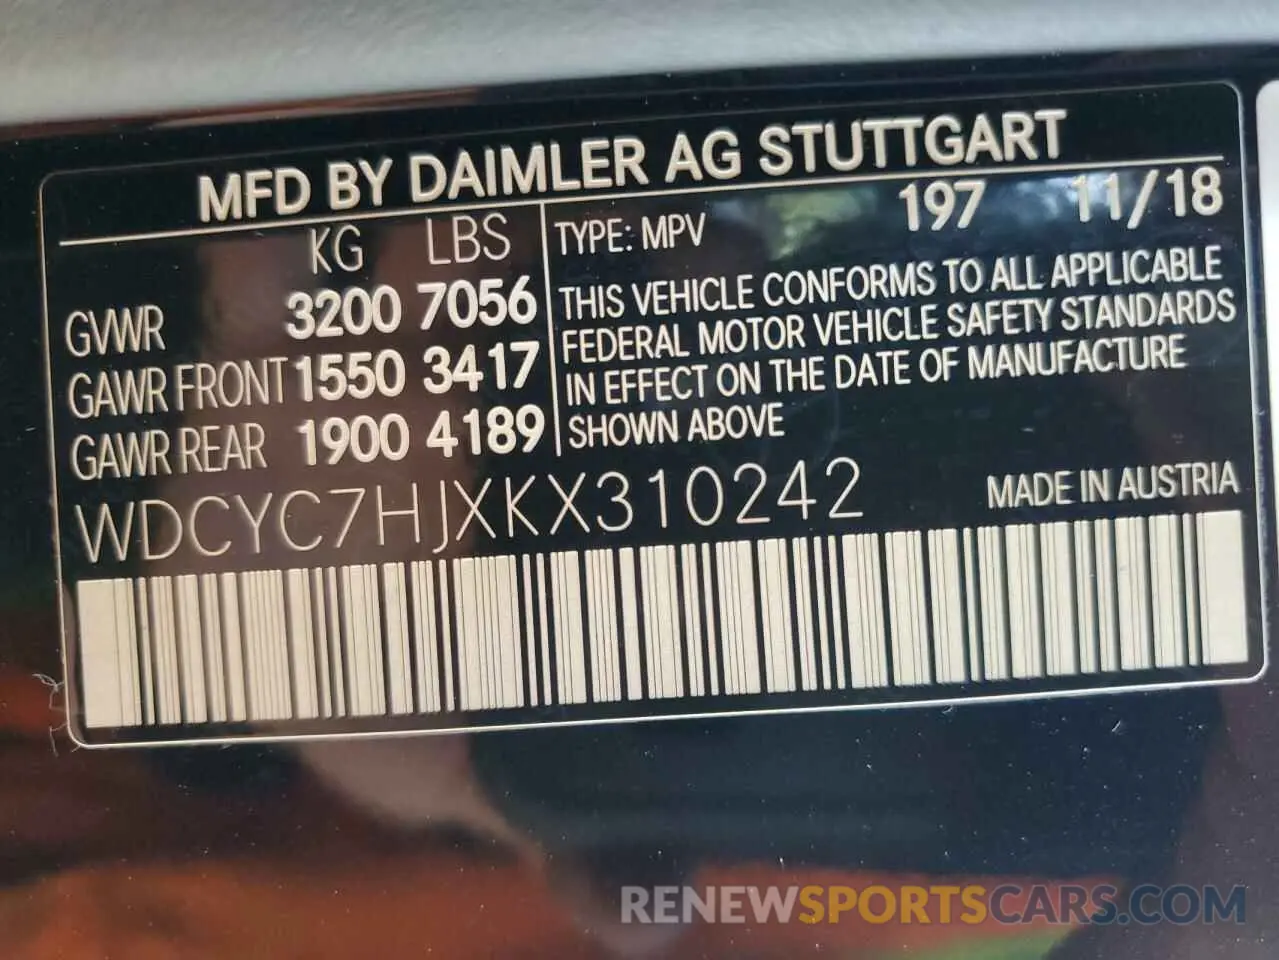 MFD BY DAIMLER AG STUTTGART
197 11/18
KG LBS
GVWR 3200 7056
GAWR FRONT 1550 3417
GAWR REAR 1900 4189
TYPE: MPV
THIS VEHICLE CONFORMS TO ALL APPLICABLE
FEDERAL MOTOR VEHICLE SAFETY STANDARDS
IN EFFECT ON THE DATE OF MANUFACTURE
SHOWN ABOVE
WDCYC7HJXKX310242
MADE IN AUSTRIA
RENEWSPORTSCARS.COM